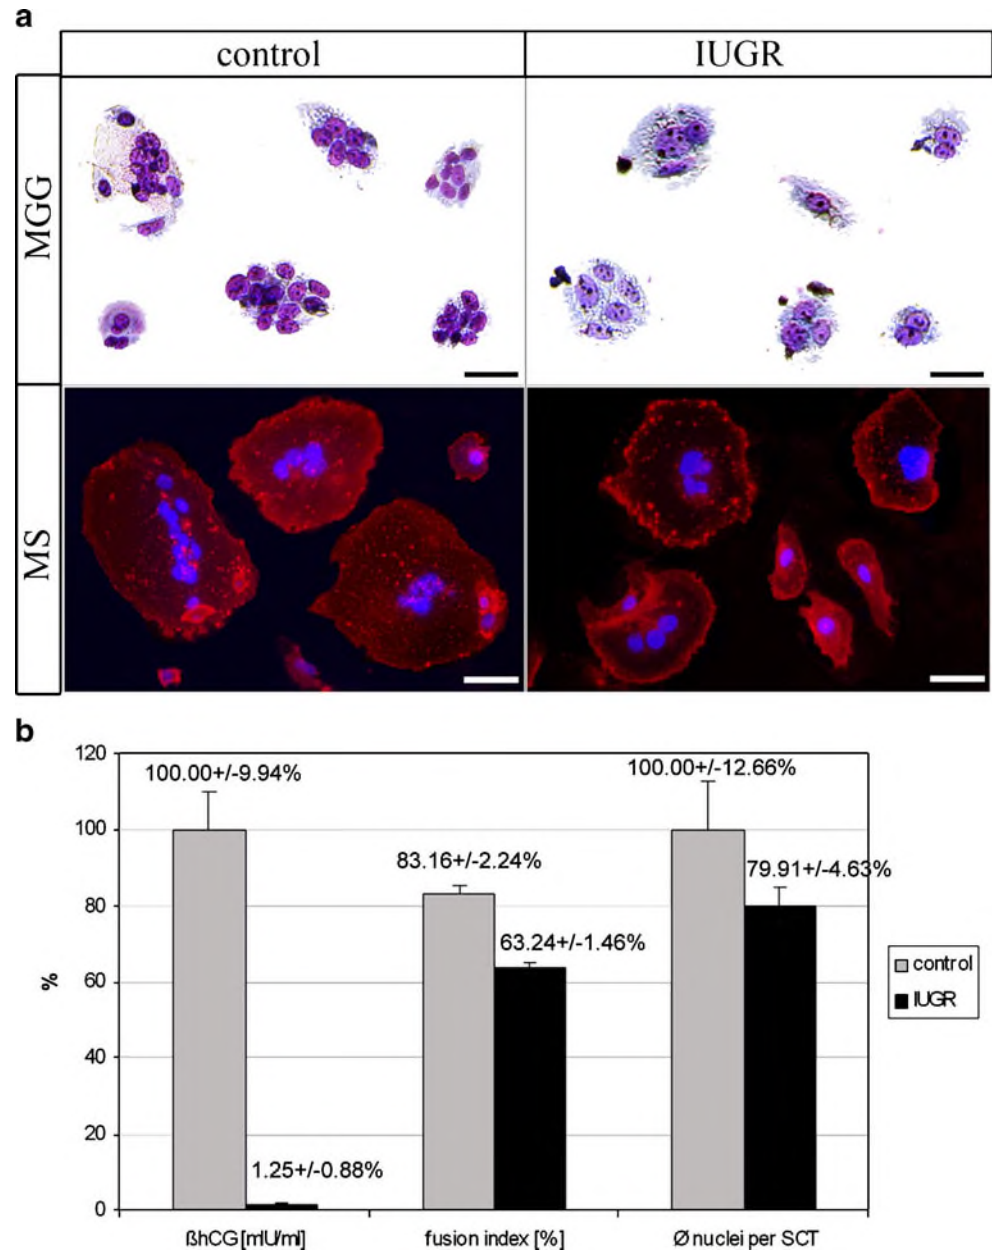 a
control
IUGR
MGG
MS
b
120
100
80
60
40
20
0
%
100.00+/-9.94%
1.25+/-0.88%
83.16+/-2.24%
63.24+/-1.46%
100.00+/-12.66%
79.91+/-4.63%
ßhCG [mU/ml]
fusion index [%]
Ø nuclei per SCT
control
IUGR